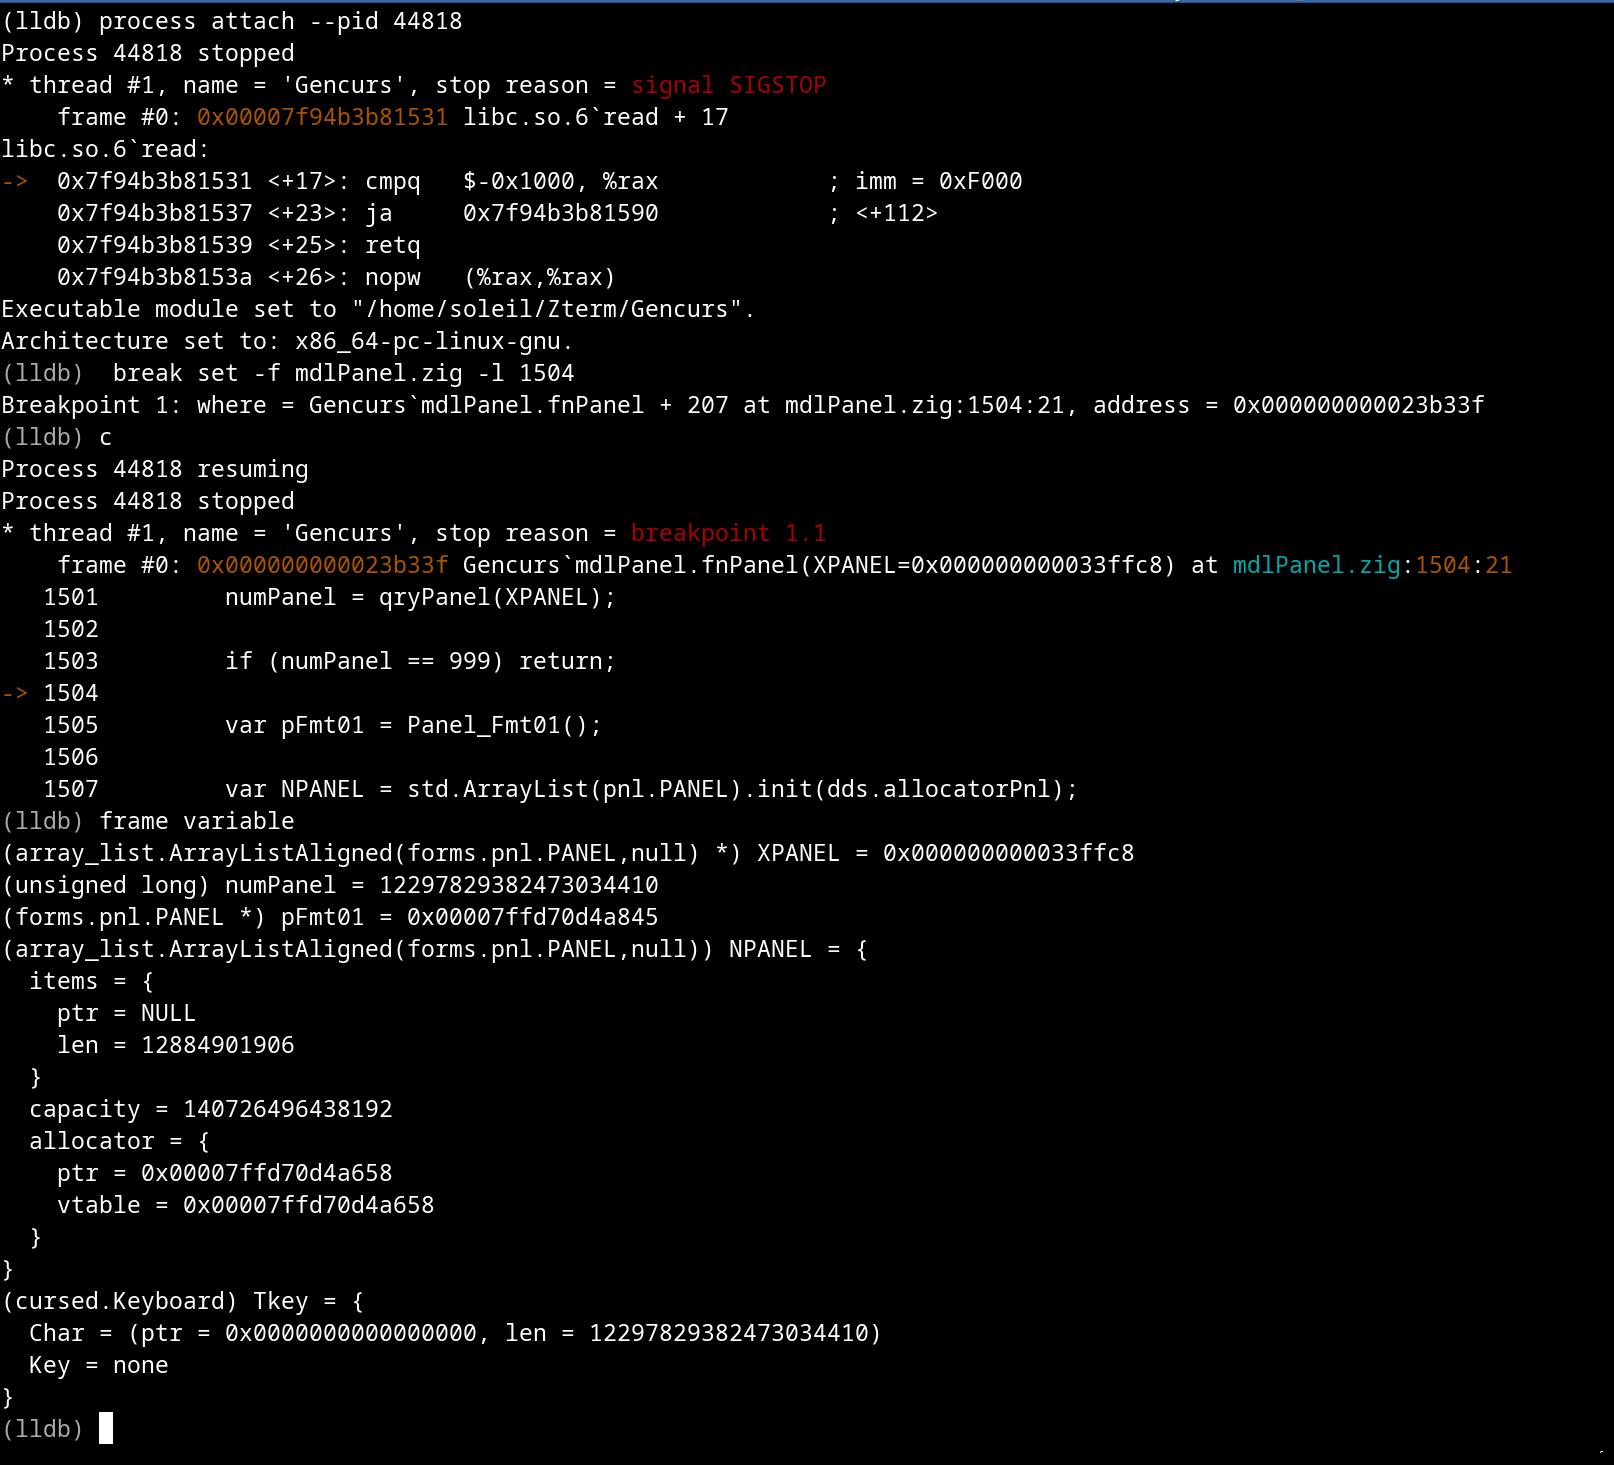 (lldb) process attach --pid 44818
Process 44818 stopped
* thread #1, name = 'Gencurs', stop reason = signal SIGSTOP
    frame #0: 0x00007f94b3b81531 libc.so.6`read + 17
libc.so.6`read:
->  0x7f94b3b81531 <+17>: cmpq   $-0x1000, %rax            ; imm = 0xF000
    0x7f94b3b81537 <+23>: ja     0x7f94b3b81590            ; <+112>
    0x7f94b3b81539 <+25>: retq
    0x7f94b3b8153a <+26>: nopw   (%rax,%rax)
Executable module set to "/home/soleil/Zterm/Gencurs".
Architecture set to: x86_64-pc-linux-gnu.
(lldb)  break set -f mdlPanel.zig -l 1504
Breakpoint 1: where = Gencurs`mdlPanel.fnPanel + 207 at mdlPanel.zig:1504:21, address = 0x000000000023b33f
(lldb) c
Process 44818 resuming
Process 44818 stopped
* thread #1, name = 'Gencurs', stop reason = breakpoint 1.1
    frame #0: 0x000000000023b33f Gencurs`mdlPanel.fnPanel(XPANEL=0x000000000033ffc8) at mdlPanel.zig:1504:21
   1501         numPanel = qryPanel(XPANEL);
   1502
   1503         if (numPanel == 999) return;
-> 1504
   1505         var pFmt01 = Panel_Fmt01();
   1506
   1507         var NPANEL = std.ArrayList(pnl.PANEL).init(dds.allocatorPnl);
(lldb) frame variable
(array_list.ArrayListAligned(forms.pnl.PANEL,null) *) XPANEL = 0x000000000033ffc8
(unsigned long) numPanel = 12297829382473034410
(forms.pnl.PANEL *) pFmt01 = 0x00007ffd70d4a845
(array_list.ArrayListAligned(forms.pnl.PANEL,null)) NPANEL = {
  items = {
    ptr = NULL
    len = 12884901906
  }
  capacity = 140726496438192
  allocator = {
    ptr = 0x00007ffd70d4a658
    vtable = 0x00007ffd70d4a658
  }
}
(cursed.Keyboard) Tkey = {
  Char = (ptr = 0x0000000000000000, len = 12297829382473034410)
  Key = none
}
(lldb)